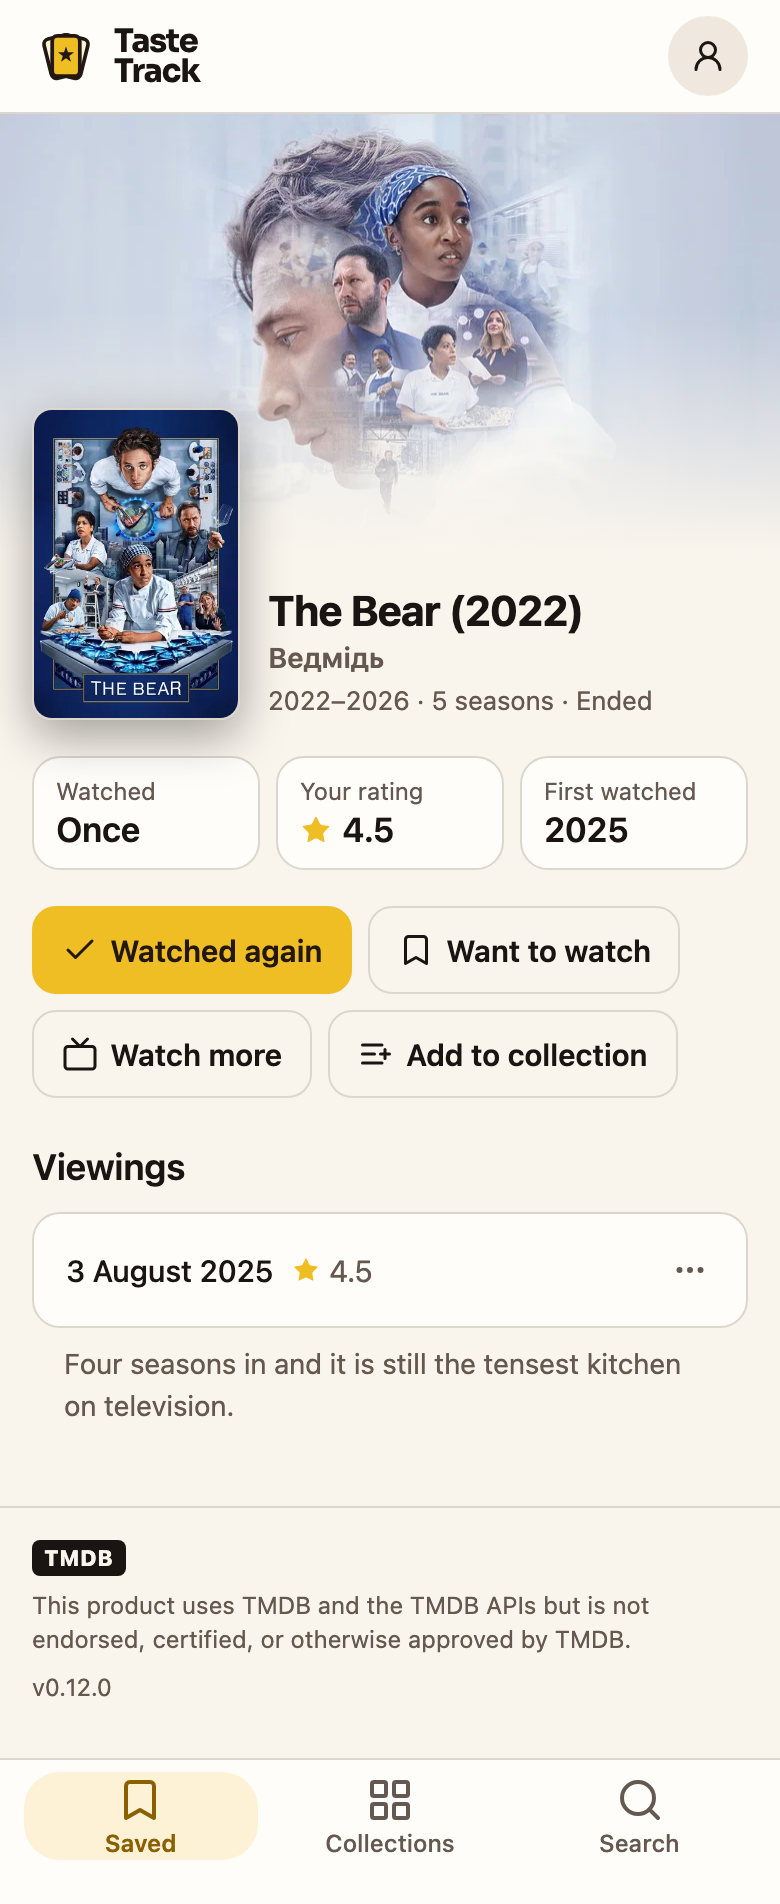 Taste
Track
THE BEAR
The Bear (2022)
Ведмідь
2022–2026 · 5 seasons · Ended
Watched
Once
Your rating
4.5
First watched
2025
Watched again
Want to watch
Watch more
Add to collection
Viewings
3 August 2025 4.5
Four seasons in and it is still the tensest kitchen
on television.
TMDB
This product uses TMDB and the TMDB APIs but is not
endorsed, certified, or otherwise approved by TMDB.
v0.12.0
Saved
Collections
Search